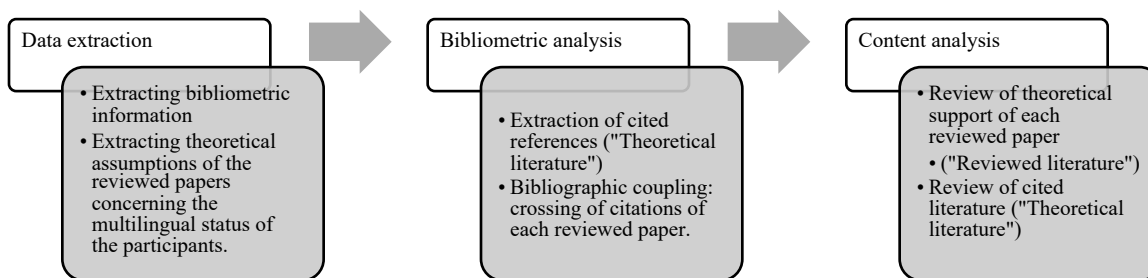 Data extraction
• Extracting bibliometric
information
• Extracting theoretical
assumptions of the
reviewed papers
concerning the
multilingual status of
the participants.
Bibliometric analysis
• Extraction of cited
references ("Theoretical
literature")
• Bibliographic coupling:
crossing of citations of
each reviewed paper.
Content analysis
• Review of theoretical
support of each
reviewed paper
• ("Reviewed literature")
• Review of cited
literature ("Theoretical
literature")